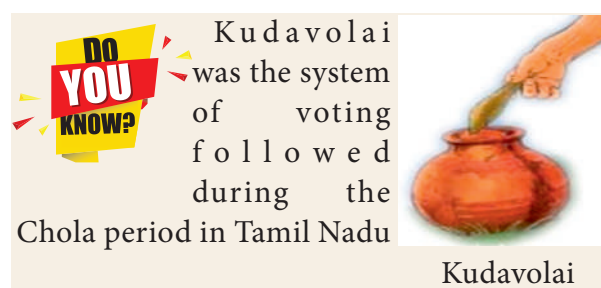 DO
YOU
KNOW?
Kudavolai
was the system
of voting
followed
during the
Chola period in Tamil Nadu
Kudavolai